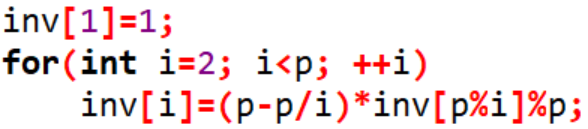 inv[1]=1;
for(int i=2; i<p; ++i)
    inv[i]=(p-p/i)*inv[p%i]%p;